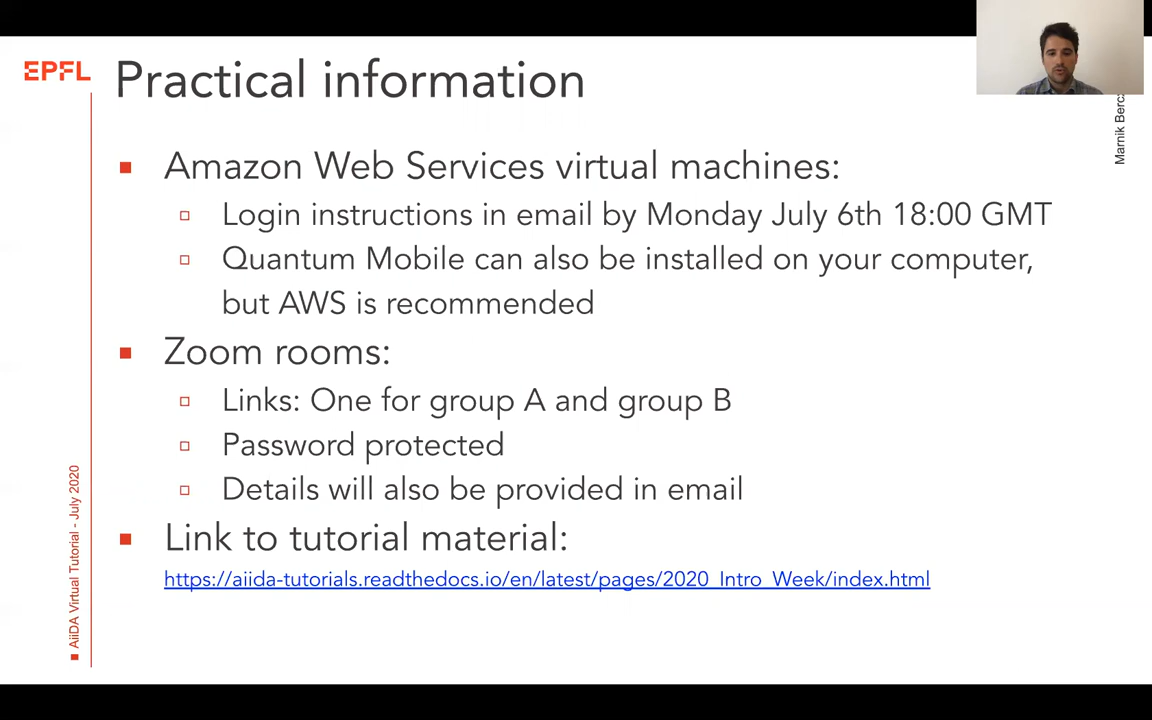 EPFL
Practical information
Amazon Web Services virtual machines:
Login instructions in email by Monday July 6th 18:00 GMT
Quantum Mobile can also be installed on your computer,
but AWS is recommended
Zoom rooms:
Links: One for group A and group B
Password protected
Details will also be provided in email
Link to tutorial material:
https://aiida-tutorials.readthedocs.io/en/latest/pages/2020_Intro_Week/index.html
AiiDA Virtual Tutorial - July 2020
Marnik